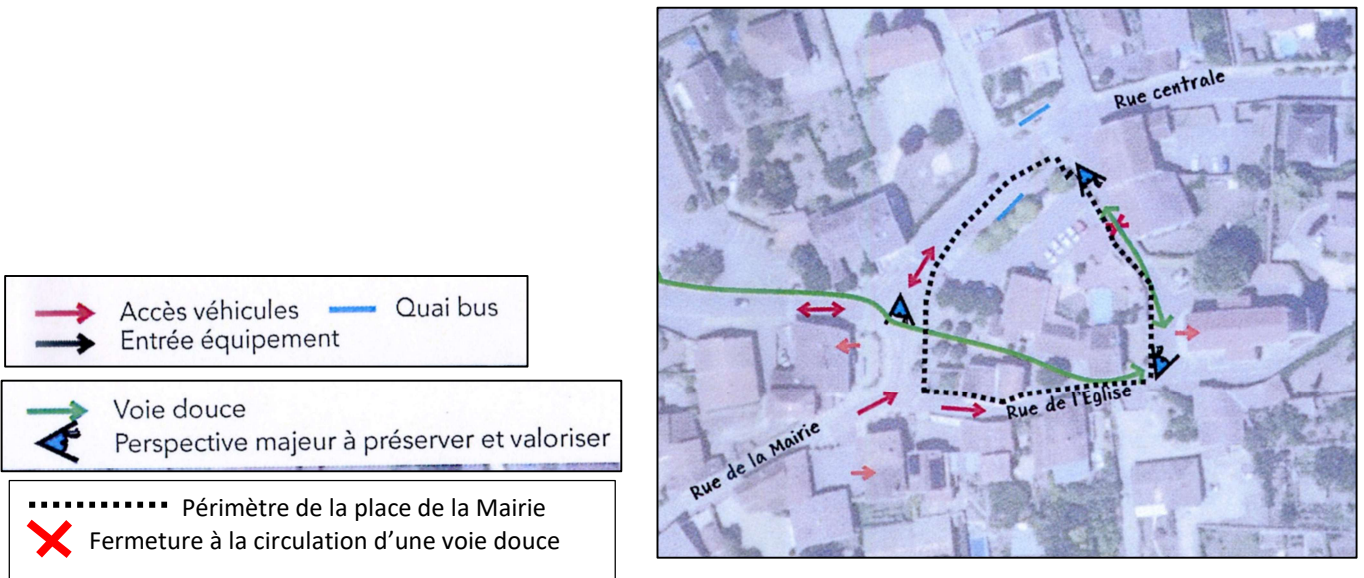 Accès véhicules
Quai bus
Entrée équipement
Voie douce
Perspective majeur à préserver et valoriser
Périmètre de la place de la Mairie
Fermeture à la circulation d’une voie douce
Rue centrale
Rue de l'Eglise
Rue de la Mairie